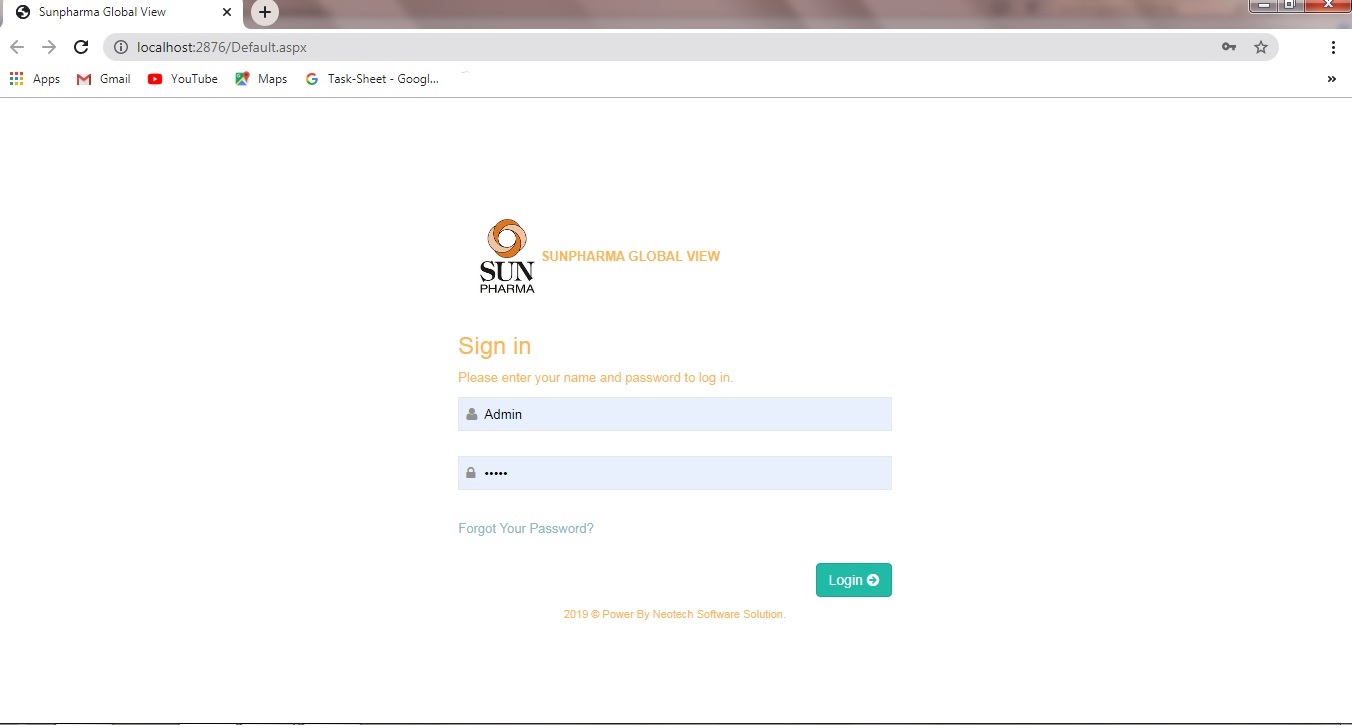 Sunpharma Global View
localhost:2876/Default.aspx
Apps Gmail YouTube Maps Task-Sheet - Googl... »
SUN
PHARMA
SUNPHARMA GLOBAL VIEW
Sign in
Please enter your name and password to log in.
Admin
•••••
Forgot Your Password?
Login
2019 © Power By Neotech Software Solution.